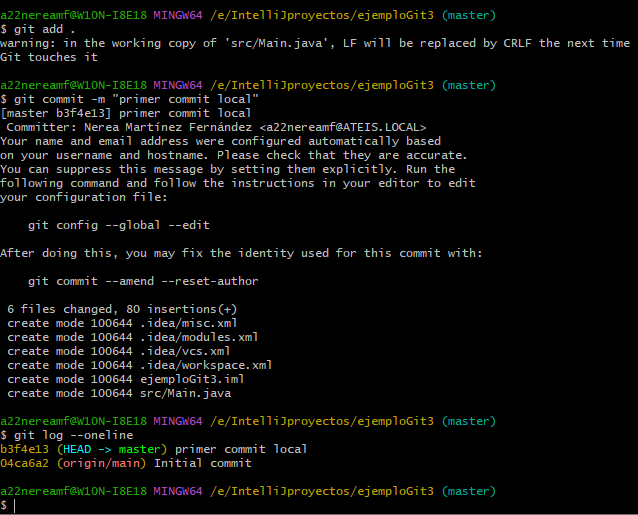 a22nereamf@W10N-I8E18 MINGW64 /e/IntelliJproyectos/ejemploGit3 (master)
$ git add .
warning: in the working copy of 'src/Main.java', LF will be replaced by CRLF the next time
Git touches it
a22nereamf@W10N-I8E18 MINGW64 /e/IntelliJproyectos/ejemploGit3 (master)
$ git commit -m "primer commit local"
[master b3f4e13] primer commit local
Committer: Nerea Martínez Fernández <a22nereamf@ATEIS.LOCAL>
Your name and email address were configured automatically based
on your username and hostname. Please check that they are accurate.
You can suppress this message by setting them explicitly. Run the
following command and follow the instructions in your editor to edit
your configuration file:
git config --global --edit
After doing this, you may fix the identity used for this commit with:
git commit --amend --reset-author
6 files changed, 80 insertions(+)
create mode 100644 .idea/misc.xml
create mode 100644 .idea/modules.xml
create mode 100644 .idea/vcs.xml
create mode 100644 .idea/workspace.xml
create mode 100644 ejemploGit3.iml
create mode 100644 src/Main.java
a22nereamf@W10N-I8E18 MINGW64 /e/IntelliJproyectos/ejemploGit3 (master)
$ git log --oneline
b3f4e13 (HEAD -> master) primer commit local
04ca6a2 (origin/main) Initial commit
a22nereamf@W10N-I8E18 MINGW64 /e/IntelliJproyectos/ejemploGit3 (master)
$